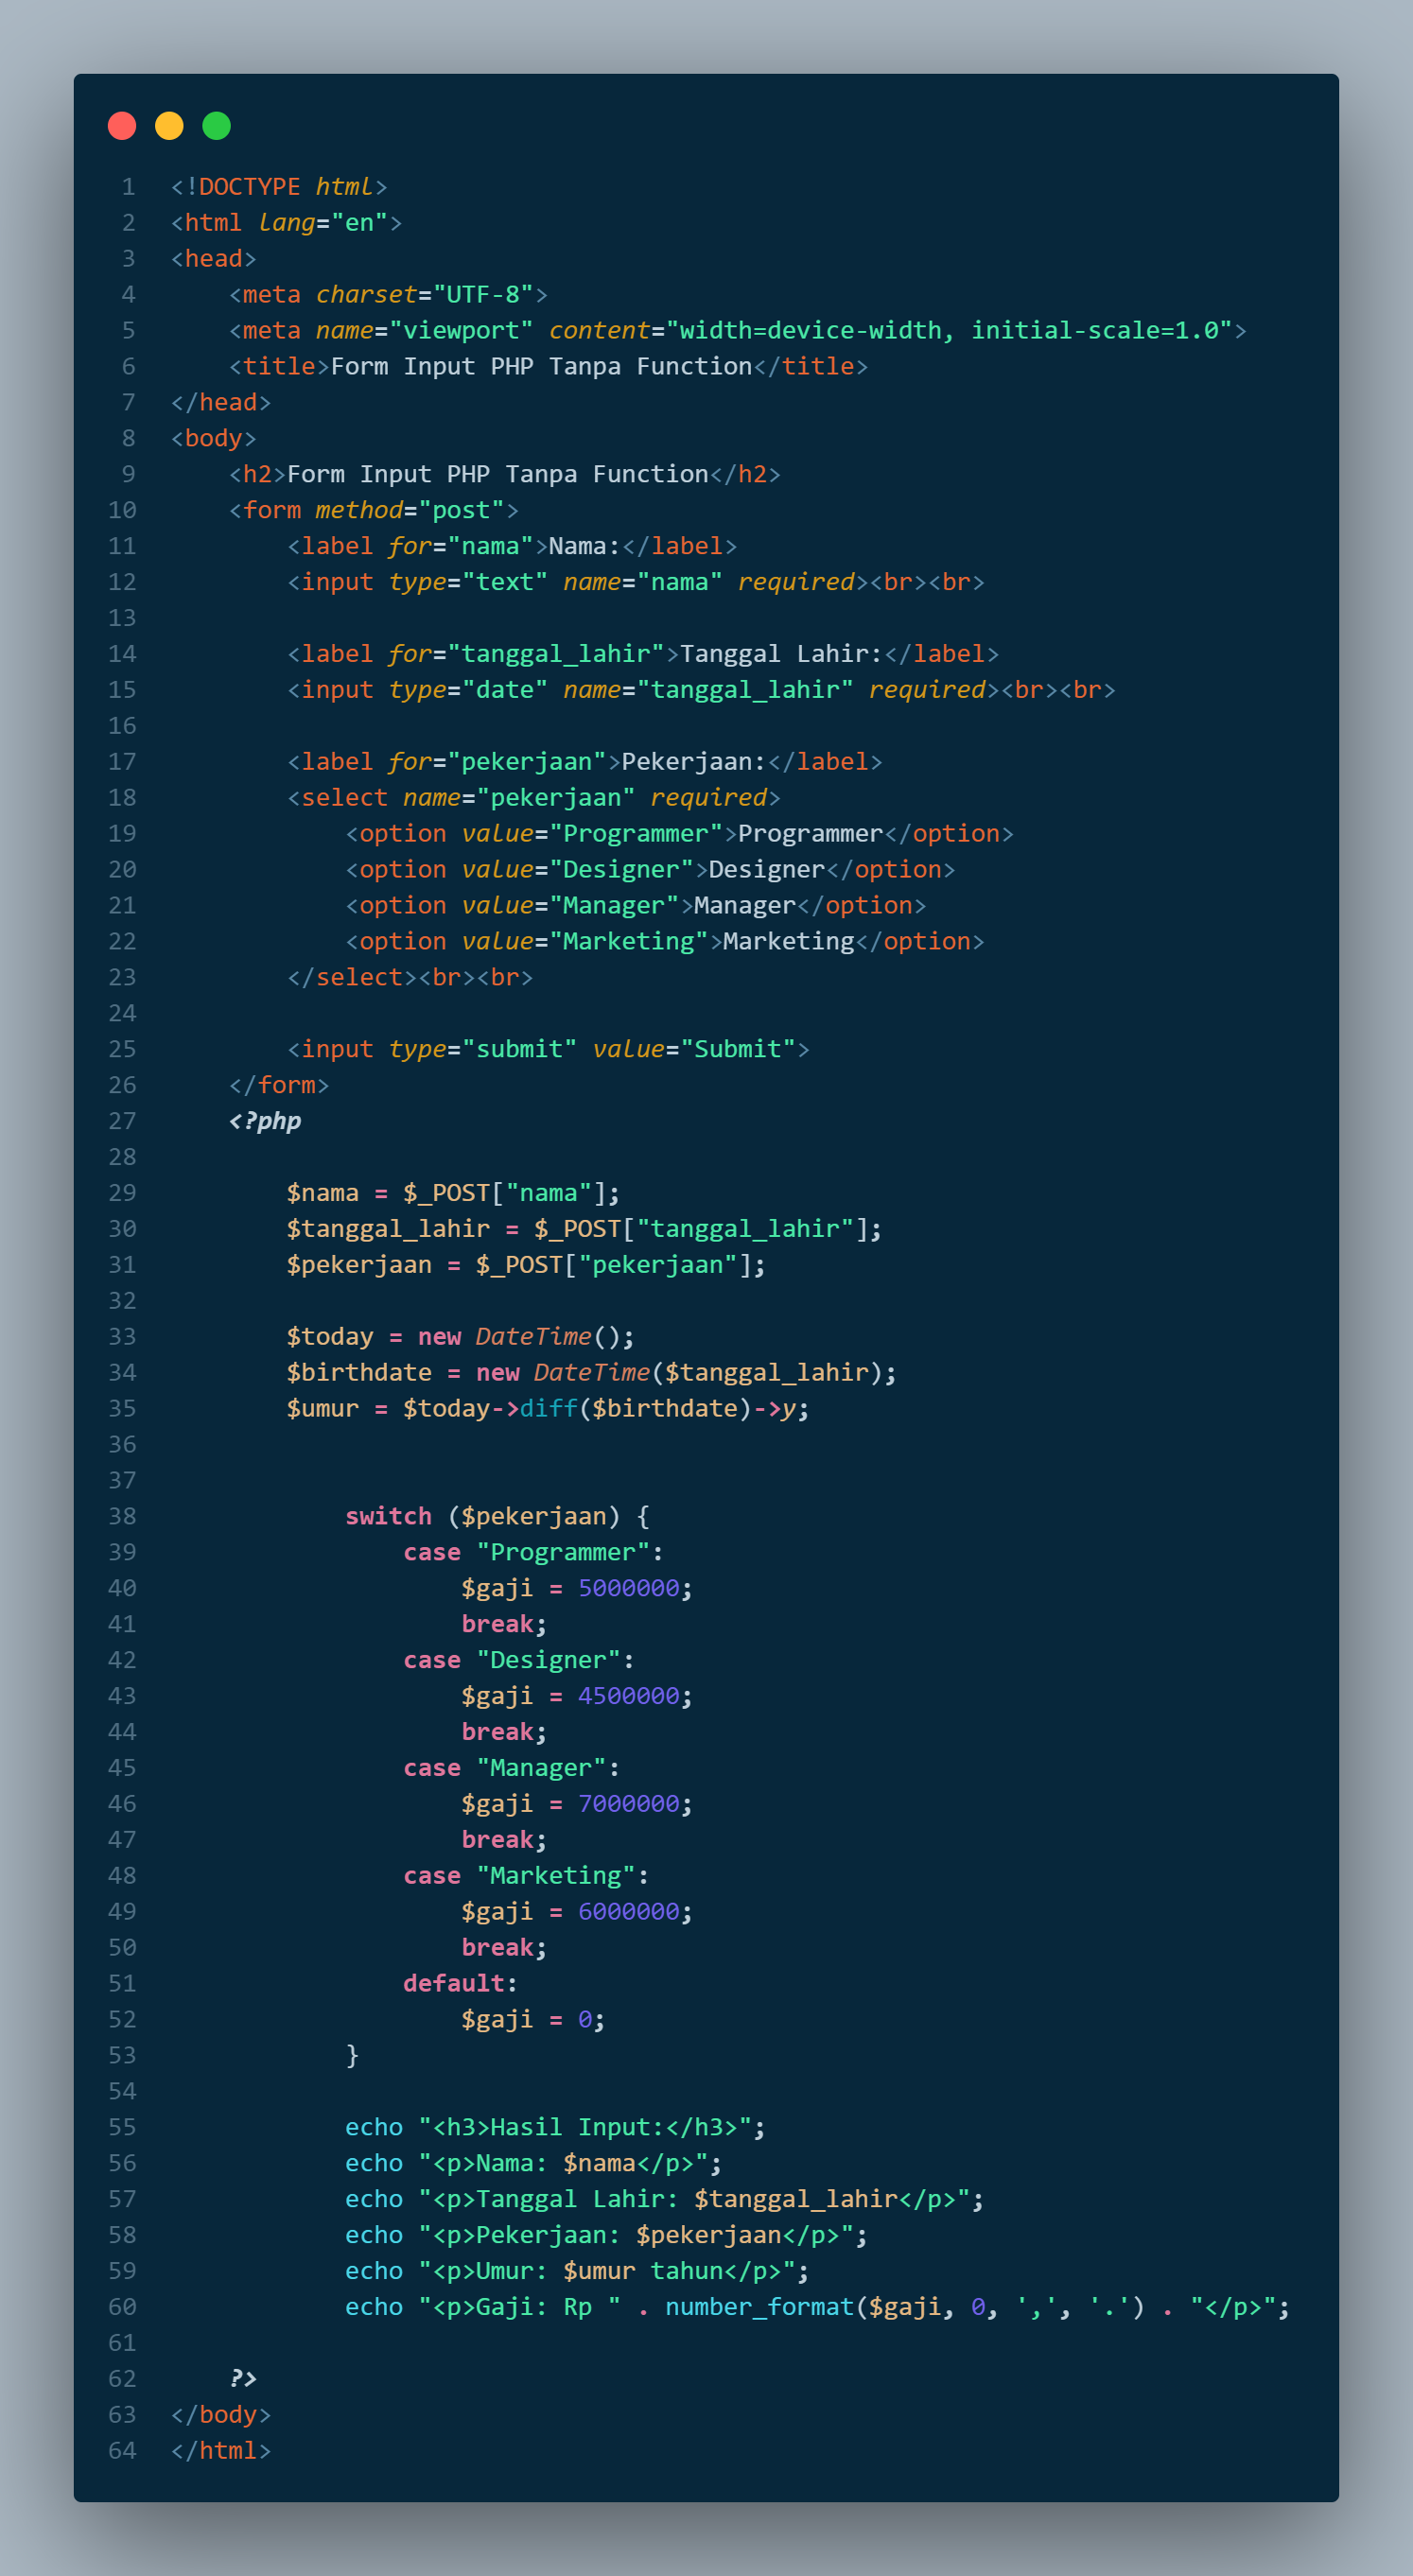 1 <!DOCTYPE html>
2 <html lang="en">
3 <head>
4     <meta charset="UTF-8">
5     <meta name="viewport" content="width=device-width, initial-scale=1.0">
6     <title>Form Input PHP Tanpa Function</title>
7 </head>
8 <body>
9     <h2>Form Input PHP Tanpa Function</h2>
10     <form method="post">
11         <label for="nama">Nama:</label>
12         <input type="text" name="nama" required><br><br>
13
14         <label for="tanggal_lahir">Tanggal Lahir:</label>
15         <input type="date" name="tanggal_lahir" required><br><br>
16
17         <label for="pekerjaan">Pekerjaan:</label>
18         <select name="pekerjaan" required>
19             <option value="Programmer">Programmer</option>
20             <option value="Designer">Designer</option>
21             <option value="Manager">Manager</option>
22             <option value="Marketing">Marketing</option>
23         </select><br><br>
24
25         <input type="submit" value="Submit">
26     </form>
27     <?php
28
29         $nama = $_POST["nama"];
30         $tanggal_lahir = $_POST["tanggal_lahir"];
31         $pekerjaan = $_POST["pekerjaan"];
32
33         $today = new DateTime();
34         $birthdate = new DateTime($tanggal_lahir);
35         $umur = $today->diff($birthdate)->y;
36
37
38             switch ($pekerjaan) {
39                 case "Programmer":
40                     $gaji = 5000000;
41                     break;
42                 case "Designer":
43                     $gaji = 4500000;
44                     break;
45                 case "Manager":
46                     $gaji = 7000000;
47                     break;
48                 case "Marketing":
49                     $gaji = 6000000;
50                     break;
51                 default:
52                     $gaji = 0;
53             }
54
55             echo "<h3>Hasil Input:</h3>";
56             echo "<p>Nama: $nama</p>";
57             echo "<p>Tanggal Lahir: $tanggal_lahir</p>";
58             echo "<p>Pekerjaan: $pekerjaan</p>";
59             echo "<p>Umur: $umur tahun</p>";
60             echo "<p>Gaji: Rp " . number_format($gaji, 0, ',', '.') . "</p>";
61
62     ?>
63 </body>
64 </html>